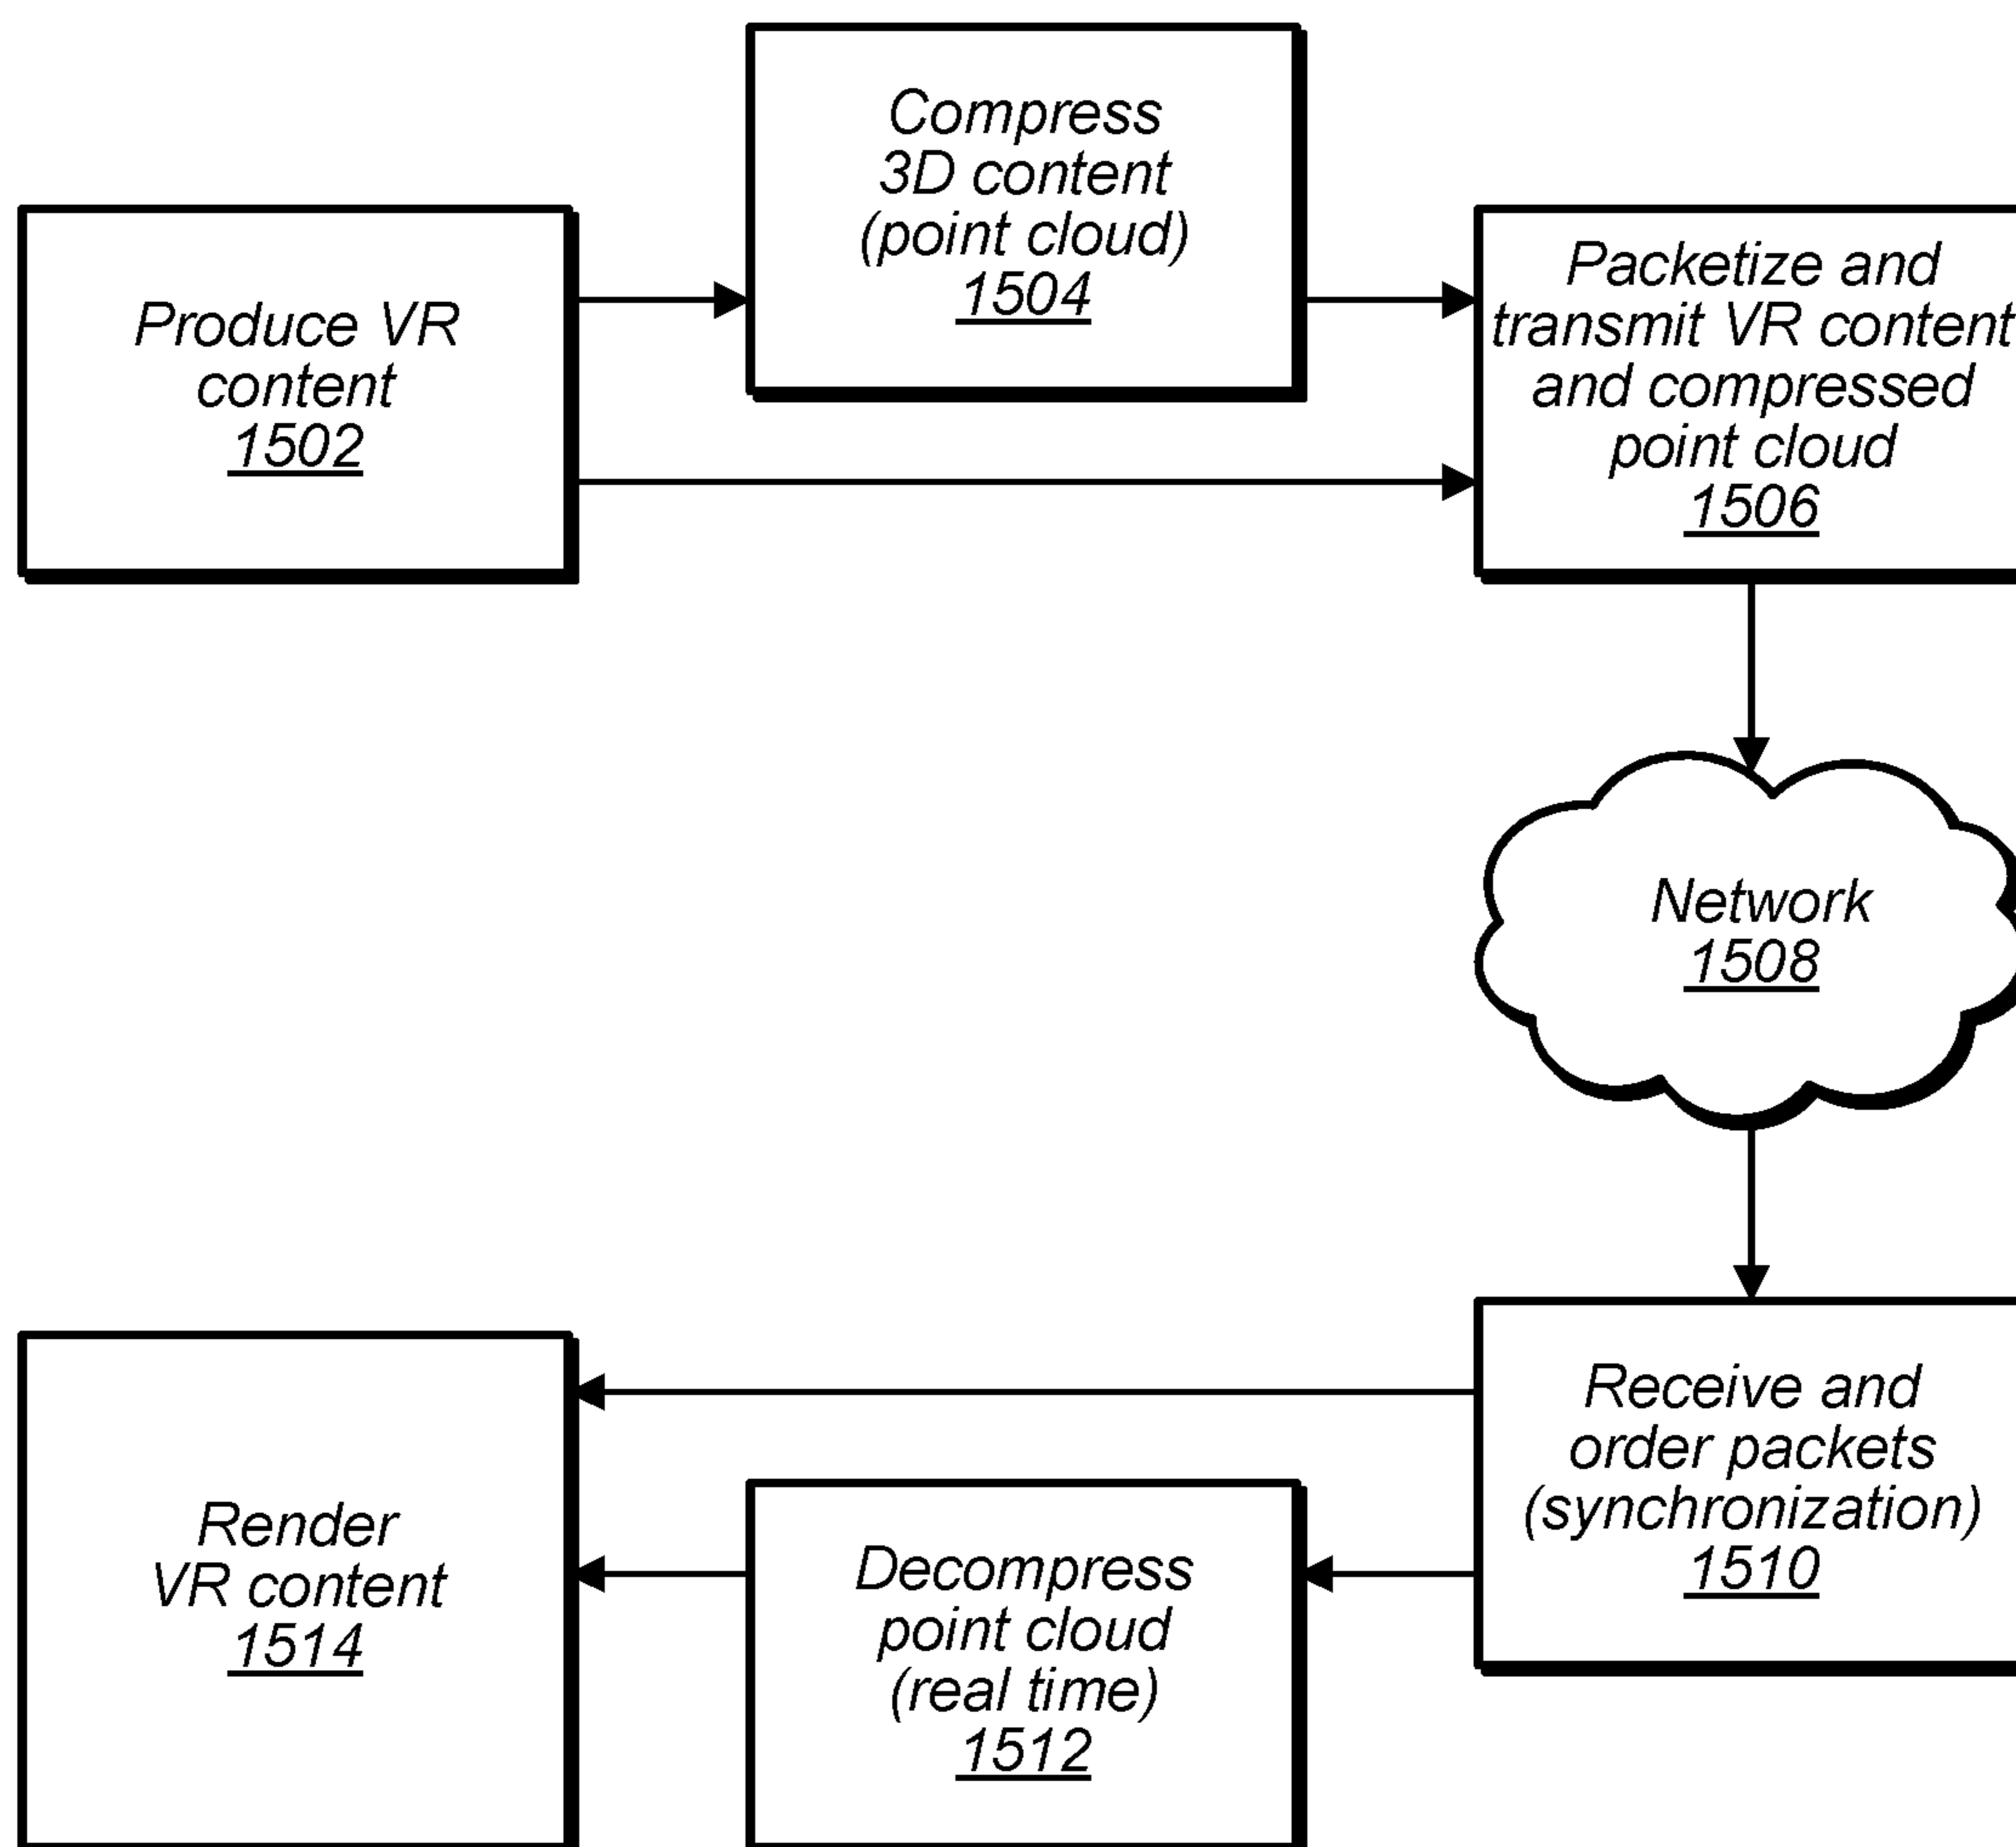 Compress
3D content
(point cloud)
1504
Produce VR
content
1502
Packetize and
transmit VR content
and compressed
point cloud
1506
Network
1508
Receive and
order packets
(synchronization)
1510
Decompress
point cloud
(real time)
1512
Render
VR content
1514